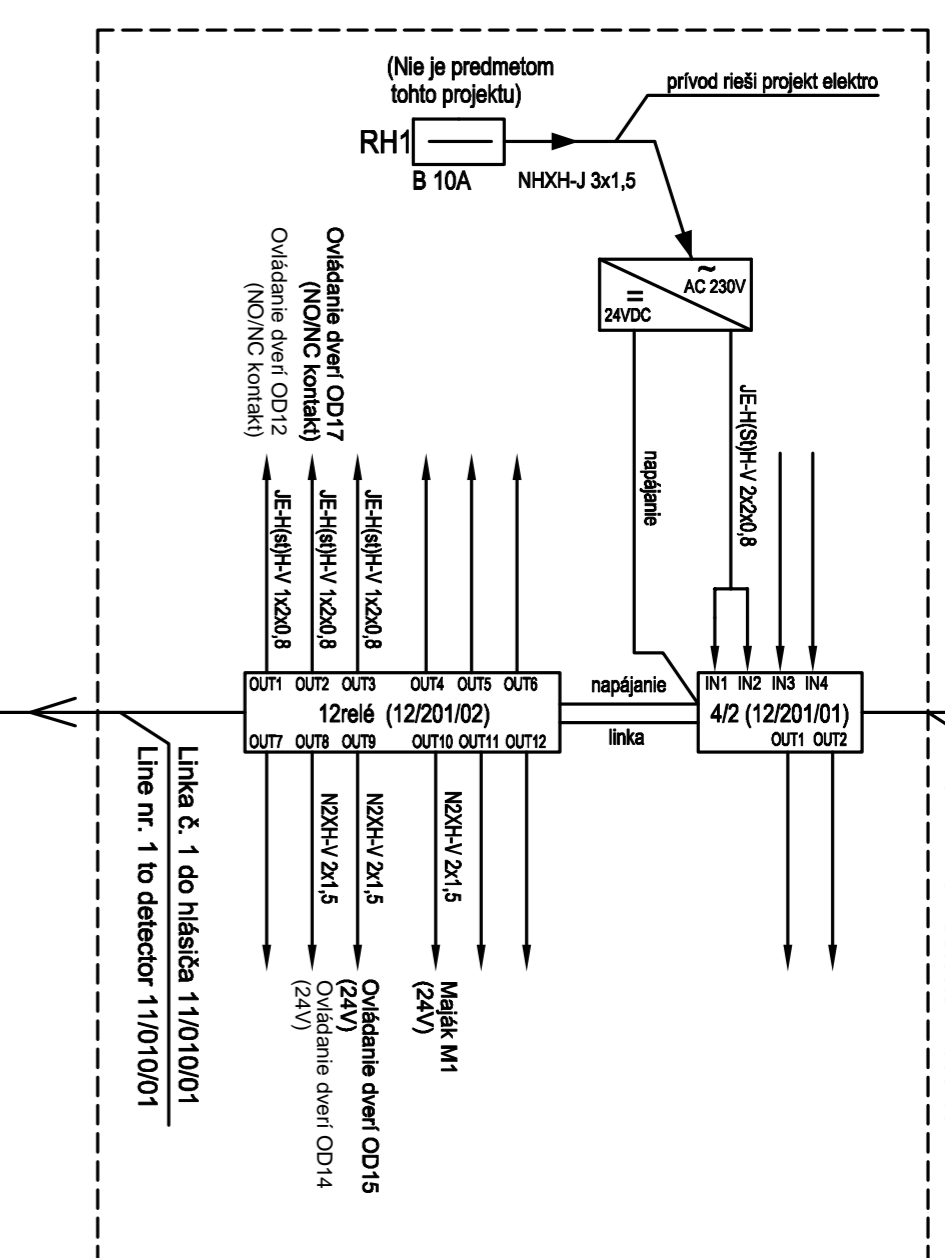 (Nie je predmetom
tohto projektu)
prívod rieši projekt elektro
RH1
B 10A
NHXH-J 3x1,5
~
AC 230V
=
24VDC
Ovládanie dverí OD12
(NO/NC kontakt)
Ovládanie dverí OD17
(NO/NC kontakt)
JE-H(st)H-V 1x2x0,8
JE-H(st)H-V 1x2x0,8
JE-H(st)H-V 1x2x0,8
napájanie
JE-H(St)H-V 2x2x0,8
OUT1 OUT2 OUT3 OUT4 OUT5 OUT6
12relé (12/201/02)
OUT7 OUT8 OUT9 OUT10 OUT11 OUT12
napájanie
linka
IN1 IN2 IN3 IN4
4/2 (12/201/01)
OUT1 OUT2
Linka č. 1 do hlásiča 11/010/01
Line nr. 1 to detector 11/010/01
N2XH-V 2x1,5
N2XH-V 2x1,5
N2XH-V 2x1,5
Ovládanie dverí OD14
(24V)
Ovládanie dverí OD15
(24V)
Maják M1
(24V)